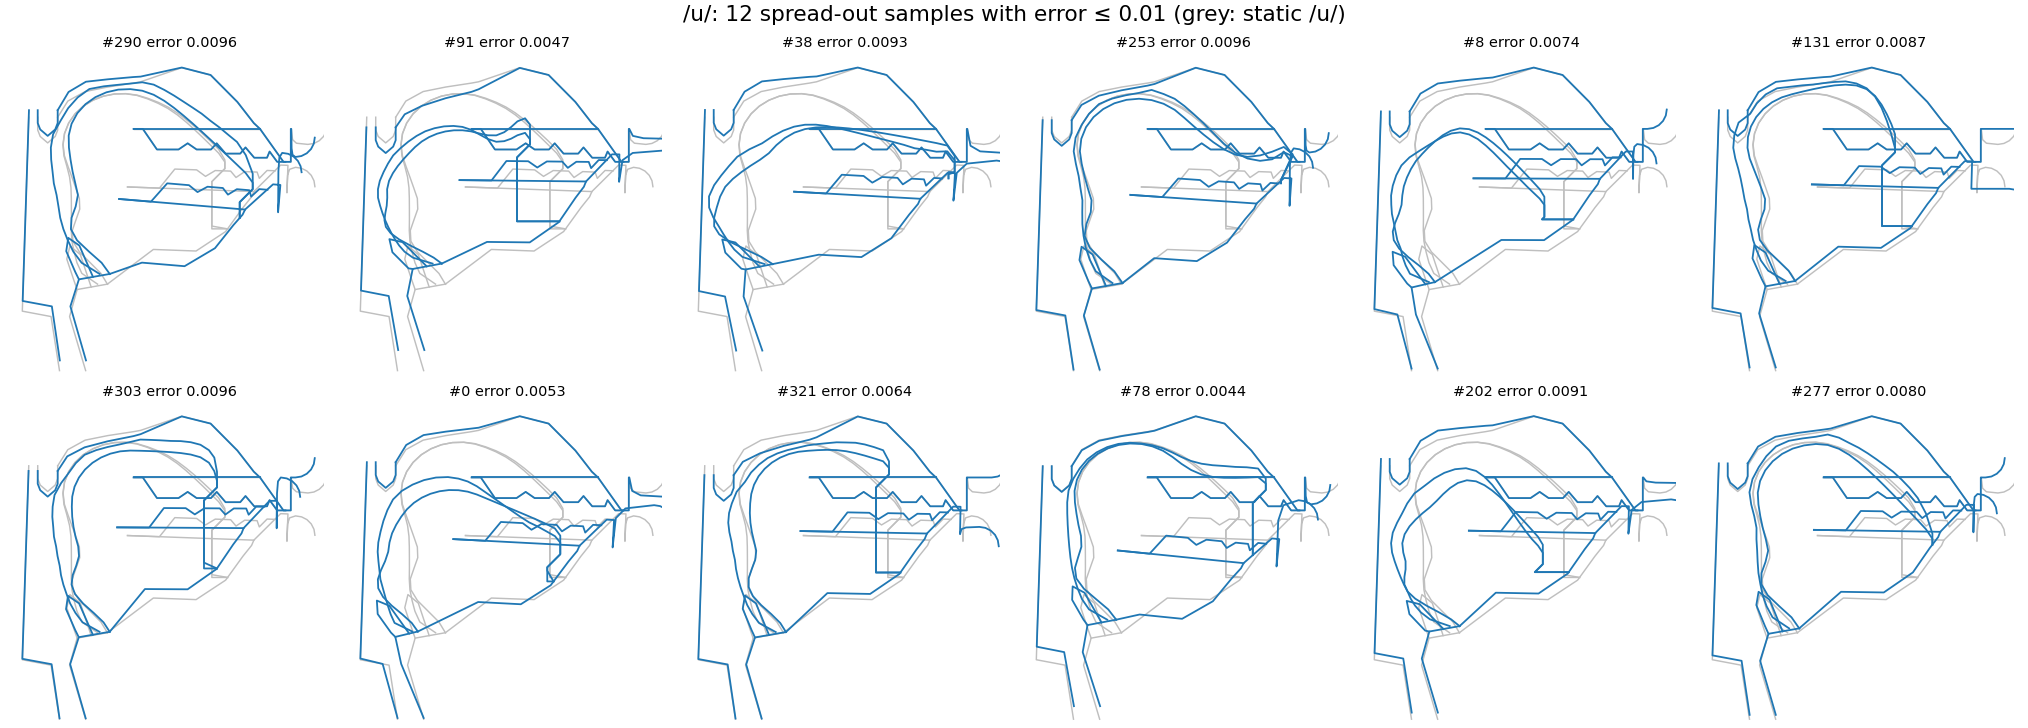 /u/: 12 spread-out samples with error ≤ 0.01 (grey: static /u/)
#290 error 0.0096
#91 error 0.0047
#38 error 0.0093
#253 error 0.0096
#8 error 0.0074
#131 error 0.0087
#303 error 0.0096
#0 error 0.0053
#321 error 0.0064
#78 error 0.0044
#202 error 0.0091
#277 error 0.0080